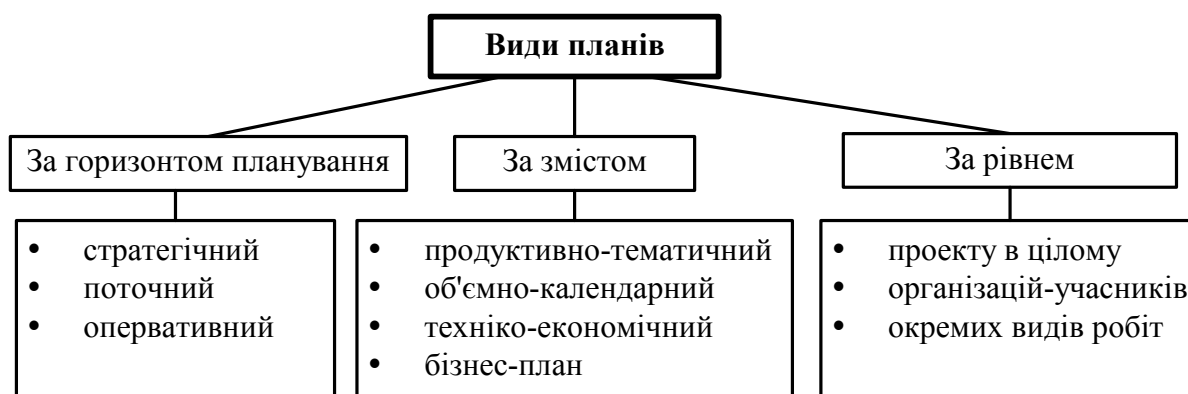 Види планів
За горизонтом планування
За змістом
За рівнем
• стратегічний
• поточний
• опервативний
• продуктивно-тематичний
• об'ємно-календарний
• техніко-економічний
• бізнес-план
• проекту в цілому
• організацій-учасників
• окремих видів робіт